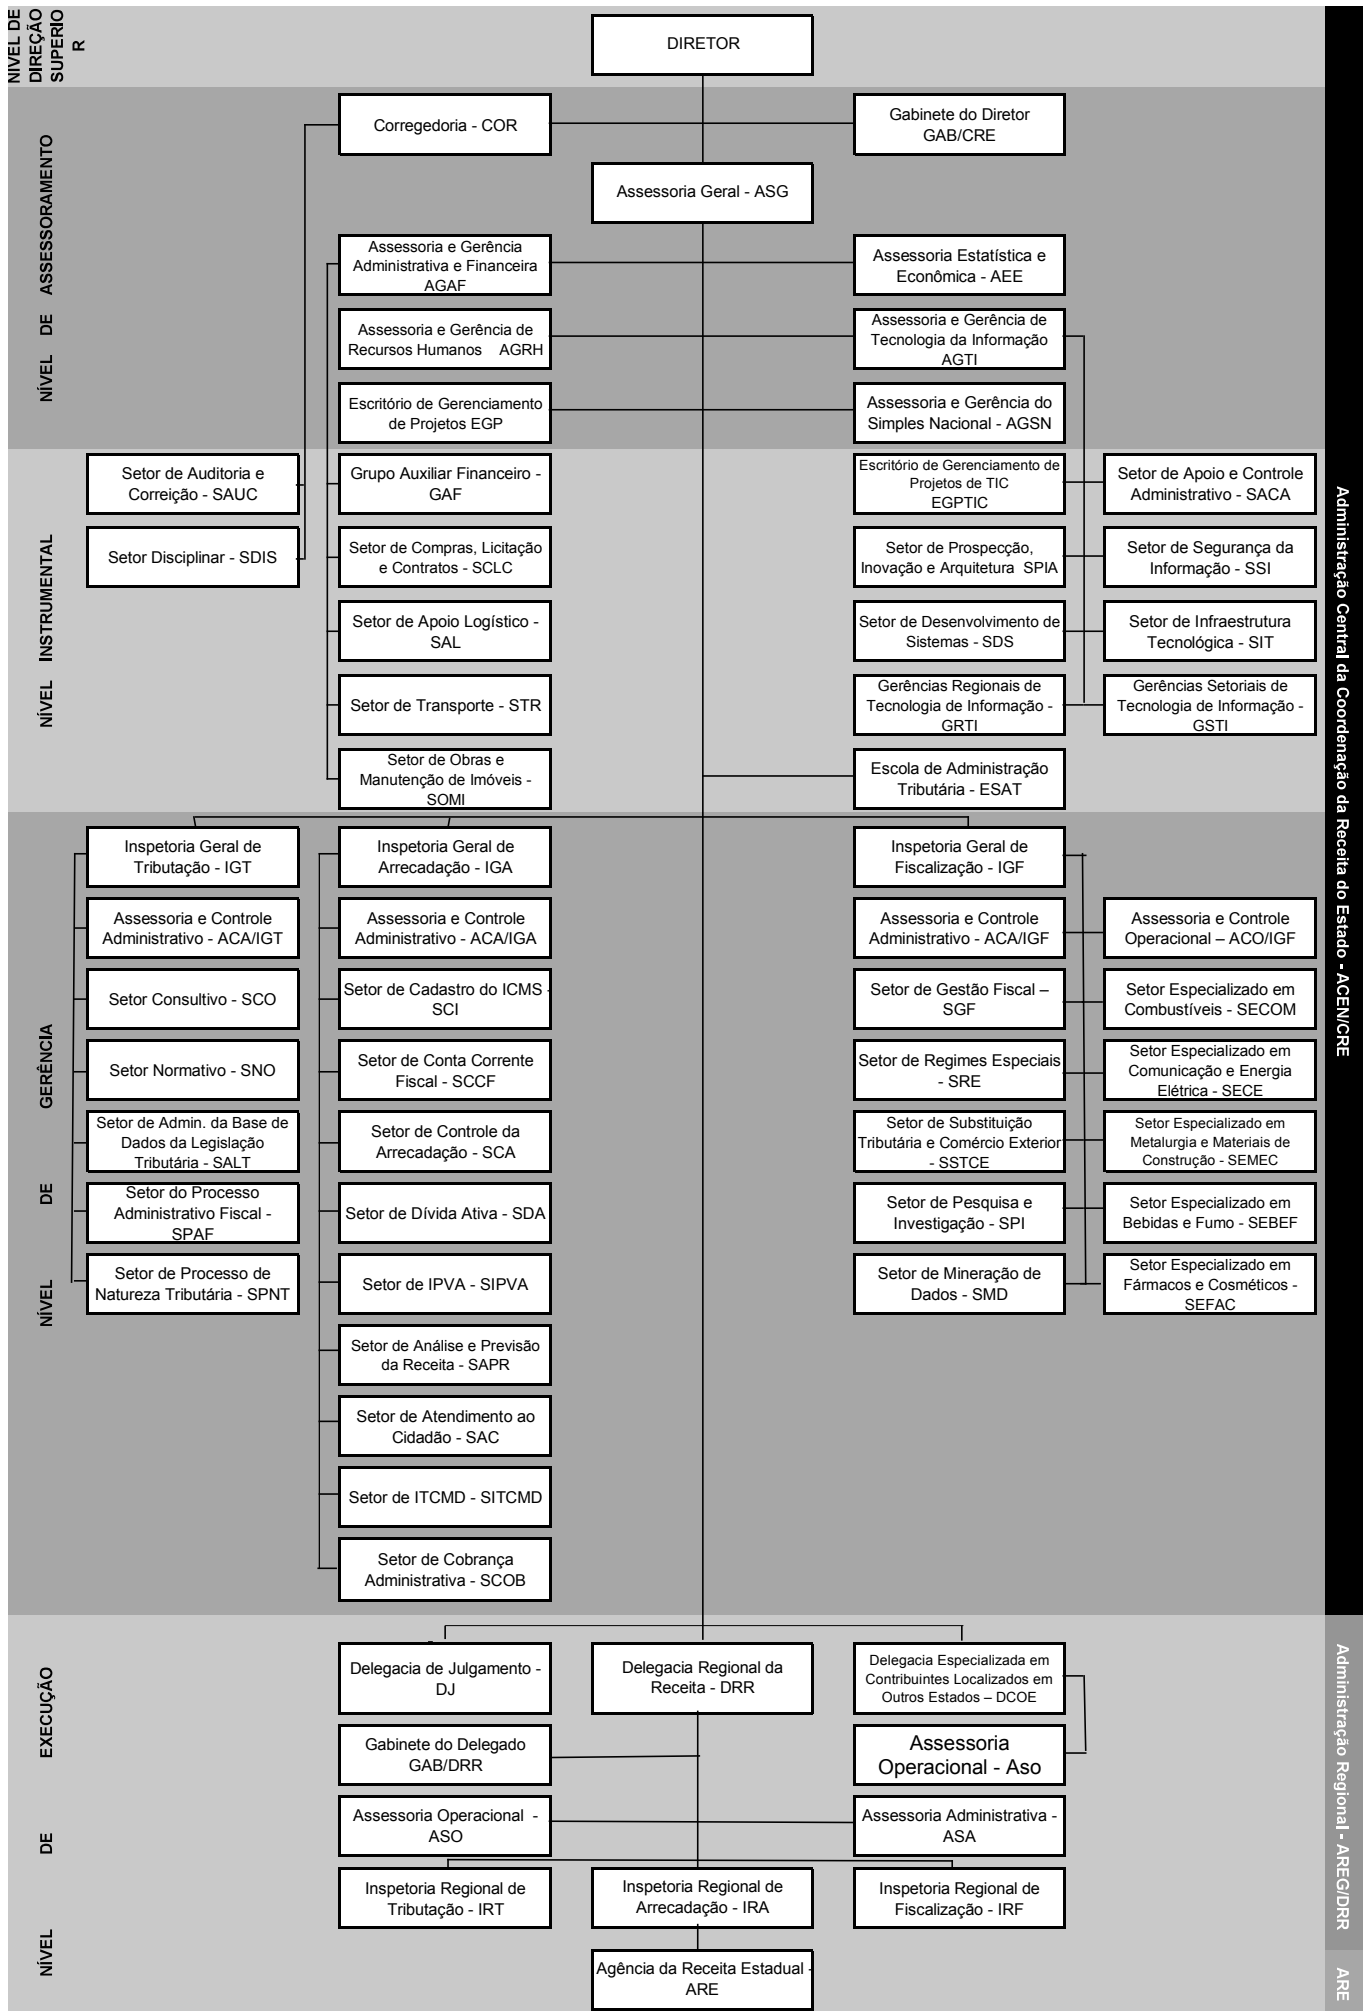 NÍVEL DE
DIREÇÃO
SUPERIO
R
DIRETOR
NÍVEL DE ASSESSORAMENTO
Corregedoria - COR
Gabinete do Diretor
GAB/CRE
Assessoria Geral - ASG
Assessoria e Gerência
Administrativa e Financeira
AGAF
Assessoria Estatística e
Econômica - AEE
Assessoria e Gerência de
Recursos Humanos AGRH
Assessoria e Gerência de
Tecnologia da Informação
AGTI
Escritório de Gerenciamento
de Projetos EGP
Assessoria e Gerência do
Simples Nacional - AGSN
NÍVEL INSTRUMENTAL
Setor de Auditoria e
Correição - SAUC
Grupo Auxiliar Financeiro -
GAF
Escritório de Gerenciamento de
Projetos de TIC
EGPTIC
Setor de Apoio e Controle
Administrativo - SACA
Setor Disciplinar - SDIS
Setor de Compras, Licitação
e Contratos - SCLC
Setor de Prospecção,
Inovação e Arquitetura SPIA
Setor de Segurança da
Informação - SSI
Setor de Apoio Logístico -
SAL
Setor de Desenvolvimento de
Sistemas - SDS
Setor de Infraestrutura
Tecnológica - SIT
Setor de Transporte - STR
Gerências Regionais de
Tecnologia de Informação -
GRTI
Gerências Setoriais de
Tecnologia de Informação -
GSTI
Setor de Obras e
Manutenção de Imóveis -
SOMI
Escola de Administração
Tributária - ESAT
NÍVEL DE GERÊNCIA
Inspetoria Geral de
Tributação - IGT
Inspetoria Geral de
Arrecadação - IGA
Inspetoria Geral de
Fiscalização - IGF
Assessoria e Controle
Administrativo - ACA/IGT
Assessoria e Controle
Administrativo - ACA/IGA
Assessoria e Controle
Administrativo - ACA/IGF
Assessoria e Controle
Operacional – ACO/IGF
Setor Consultivo - SCO
Setor de Cadastro do ICMS -
SCI
Setor de Gestão Fiscal –
SGF
Setor Especializado em
Combustíveis - SECOM
Setor Normativo - SNO
Setor de Conta Corrente
Fiscal - SCCF
Setor de Regimes Especiais
- SRE
Setor Especializado em
Comunicação e Energia
Elétrica - SECE
Setor de Admin. da Base de
Dados da Legislação
Tributária - SALT
Setor de Controle da
Arrecadação - SCA
Setor de Substituição
Tributária e Comércio Exterior
- SSTCE
Setor Especializado em
Metalurgia e Materiais de
Construção - SEMEC
Setor do Processo
Administrativo Fiscal -
SPAF
Setor de Dívida Ativa - SDA
Setor de Pesquisa e
Investigação - SPI
Setor Especializado em
Bebidas e Fumo - SEBEF
Setor de Processo de
Natureza Tributária - SPNT
Setor de IPVA - SIPVA
Setor de Mineração de
Dados - SMD
Setor Especializado em
Fármacos e Cosméticos -
SEFAC
Setor de Análise e Previsão
da Receita - SAPR
Setor de Atendimento ao
Cidadão - SAC
Setor de ITCMD - SITCMD
Setor de Cobrança
Administrativa - SCOB
Administração Central da Coordenação da Receita do Estado - ACEN/CRE
NÍVEL DE EXECUÇÃO
Delegacia de Julgamento -
DJ
Delegacia Regional da
Receita - DRR
Delegacia Especializada em
Contribuintes Localizados em
Outros Estados – DCOE
Gabinete do Delegado
GAB/DRR
Assessoria
Operacional - Aso
Assessoria Operacional -
ASO
Assessoria Administrativa -
ASA
Inspetoria Regional de
Tributação - IRT
Inspetoria Regional de
Arrecadação - IRA
Inspetoria Regional de
Fiscalização - IRF
Agência da Receita Estadual -
ARE
Administração Regional - AREG/DRR
ARE